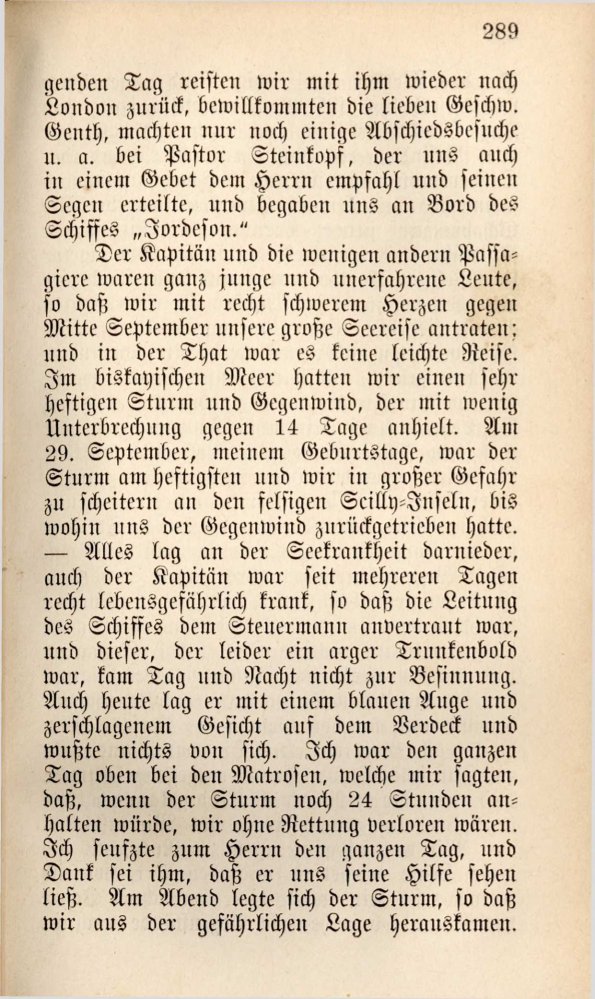 289
genden Tag reisten wir mit ihm wieder nach
London zurück, bewillkommten die lieben Geschw.
Genth, machten nur noch einige Abschiedsbesuche
u. a. bei Pastor Steinkopf, der uns auch
in einem Gebet dem Herrn empfahl und seinen
Segen erteilte, und begaben uns an Bord des
Schiffes „Jordeson.“
Der Kapitän und die wenigen andern Passa-
giere waren ganz junge und unerfahrene Leute,
so daß wir mit recht schwerem Herzen gegen
Mitte September unsere große Seereise antraten;
und in der That war es keine leichte Reise.
Im biskayischen Meer hatten wir einen sehr
heftigen Sturm und Gegenwind, der mit wenig
Unterbrechung gegen 14 Tage anhielt. Am
29. September, meinem Geburtstage, war der
Sturm am heftigsten und wir in großer Gefahr
zu scheitern an den felsigen Scilly-Inseln, bis
wohin uns der Gegenwind zurückgetrieben hatte.
— Alles lag an der Seekrankheit darnieder,
auch der Kapitän war seit mehreren Tagen
recht lebensgefährlich krank, so daß die Leitung
des Schiffes dem Steuermann anvertraut war,
und dieser, der leider ein arger Trunkenbold
war, kam Tag und Nacht nicht zur Besinnung.
Auch heute lag er mit einem blauen Auge und
zerschlagenem Gesicht auf dem Verdeck und
wußte nichts von sich. Ich war den ganzen
Tag oben bei den Matrosen, welche mir sagten,
daß, wenn der Sturm noch 24 Stunden an-
halten würde, wir ohne Rettung verloren wären.
Ich seufzte zum Herrn den ganzen Tag, und
Dank sei ihm, daß er uns seine Hilfe sehen
ließ. Am Abend legte sich der Sturm, so daß
wir aus der gefährlichen Lage herauskamen.